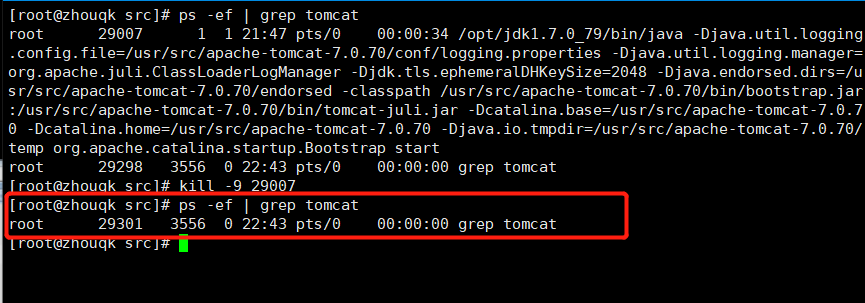 [root@zhouqk src]# ps -ef | grep tomcat
root     29007     1  1 21:47 pts/0    00:00:34 /opt/jdk1.7.0_79/bin/java -Djava.util.logging
.config.file=/usr/src/apache-tomcat-7.0.70/conf/logging.properties -Djava.util.logging.manager=
org.apache.juli.ClassLoaderLogManager -Djdk.tls.ephemeralDHKeySize=2048 -Djava.endorsed.dirs=/u
sr/src/apache-tomcat-7.0.70/endorsed -classpath /usr/src/apache-tomcat-7.0.70/bin/bootstrap.jar
:/usr/src/apache-tomcat-7.0.70/bin/tomcat-juli.jar -Dcatalina.base=/usr/src/apache-tomcat-7.0.7
0 -Dcatalina.home=/usr/src/apache-tomcat-7.0.70 -Djava.io.tmpdir=/usr/src/apache-tomcat-7.0.70/
temp org.apache.catalina.startup.Bootstrap start
root     29298  3556  0 22:43 pts/0    00:00:00 grep tomcat
[root@zhouqk src]# kill -9 29007
[root@zhouqk src]# ps -ef | grep tomcat
root     29301  3556  0 22:43 pts/0    00:00:00 grep tomcat
[root@zhouqk src]#